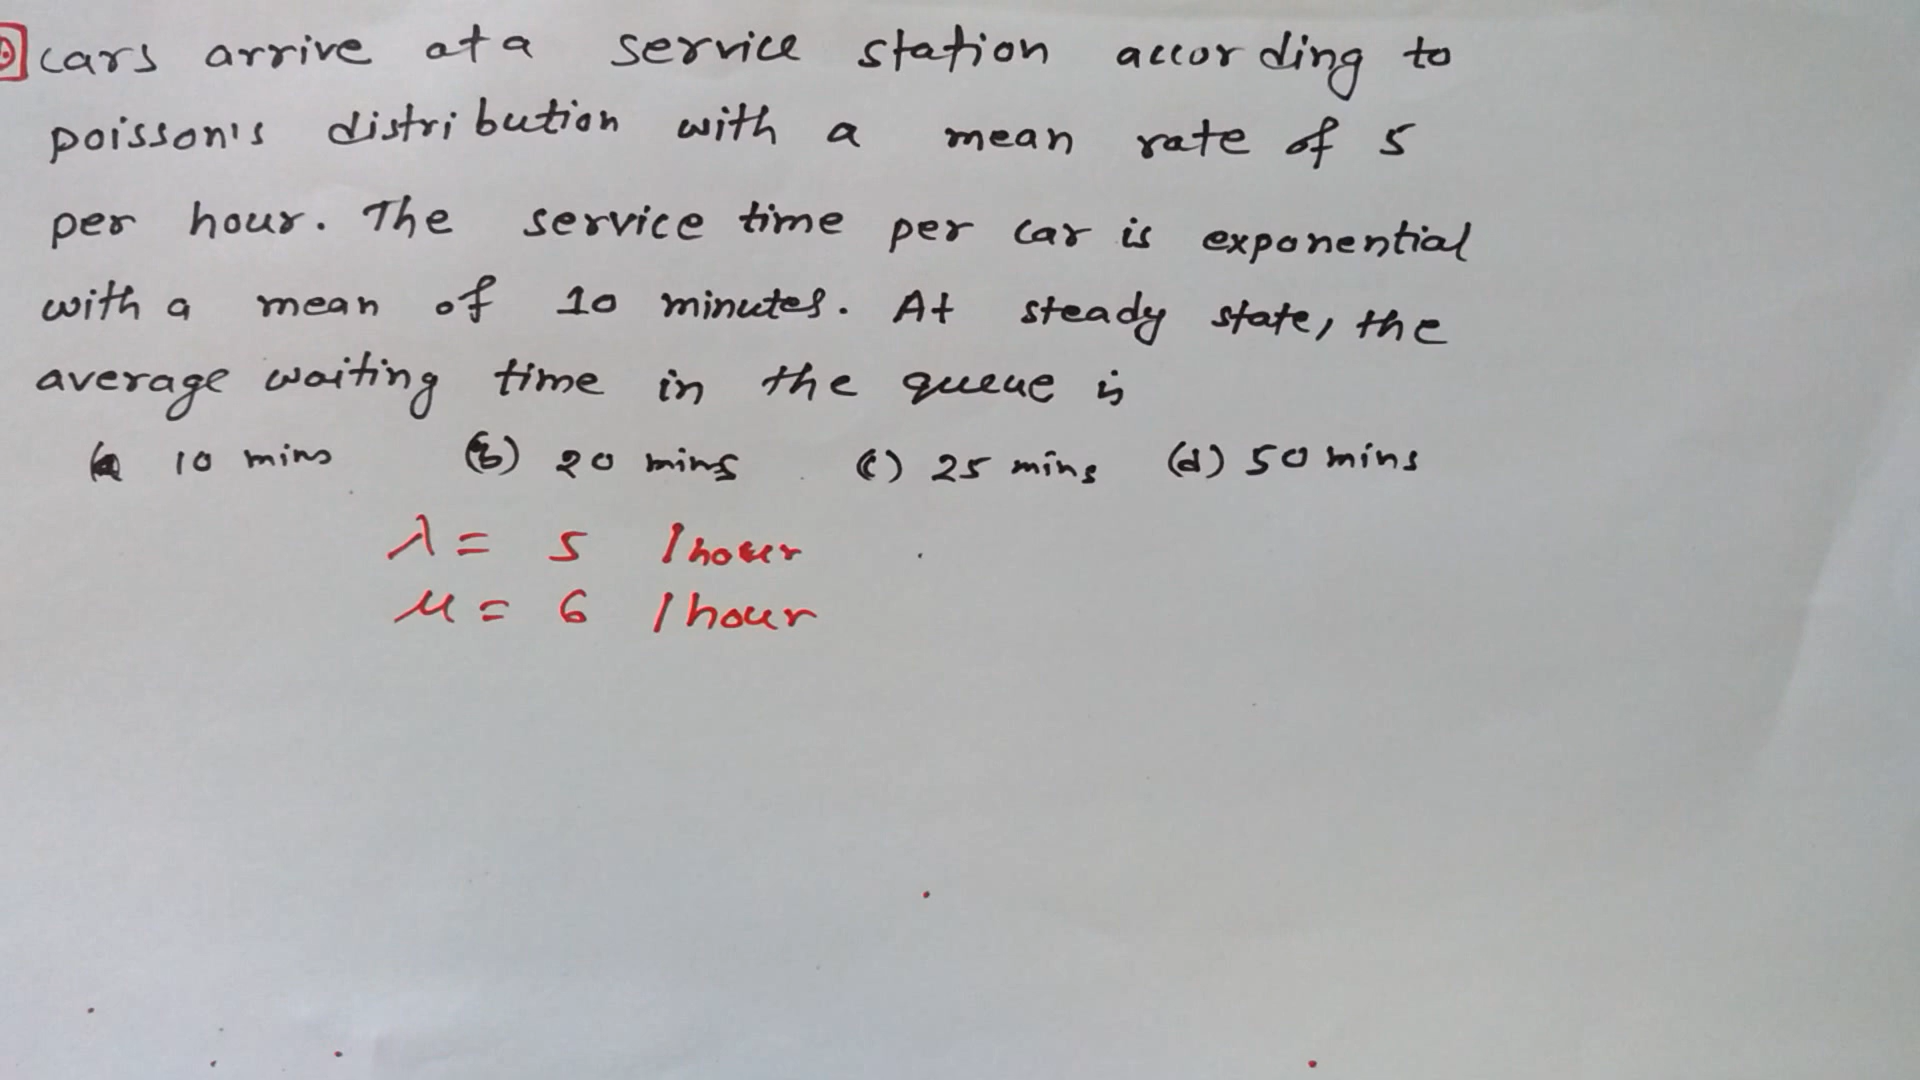 cars arrive at a service station according to
poisson's distribution with a mean rate of 5
per hour. The service time per car is exponential
with a mean of 10 minutes. At steady state, the
average waiting time in the queue is
(a 10 mins (b) 20 mins (c) 25 mins (d) 50 mins
λ = 5 / hour
μ = 6 / hour